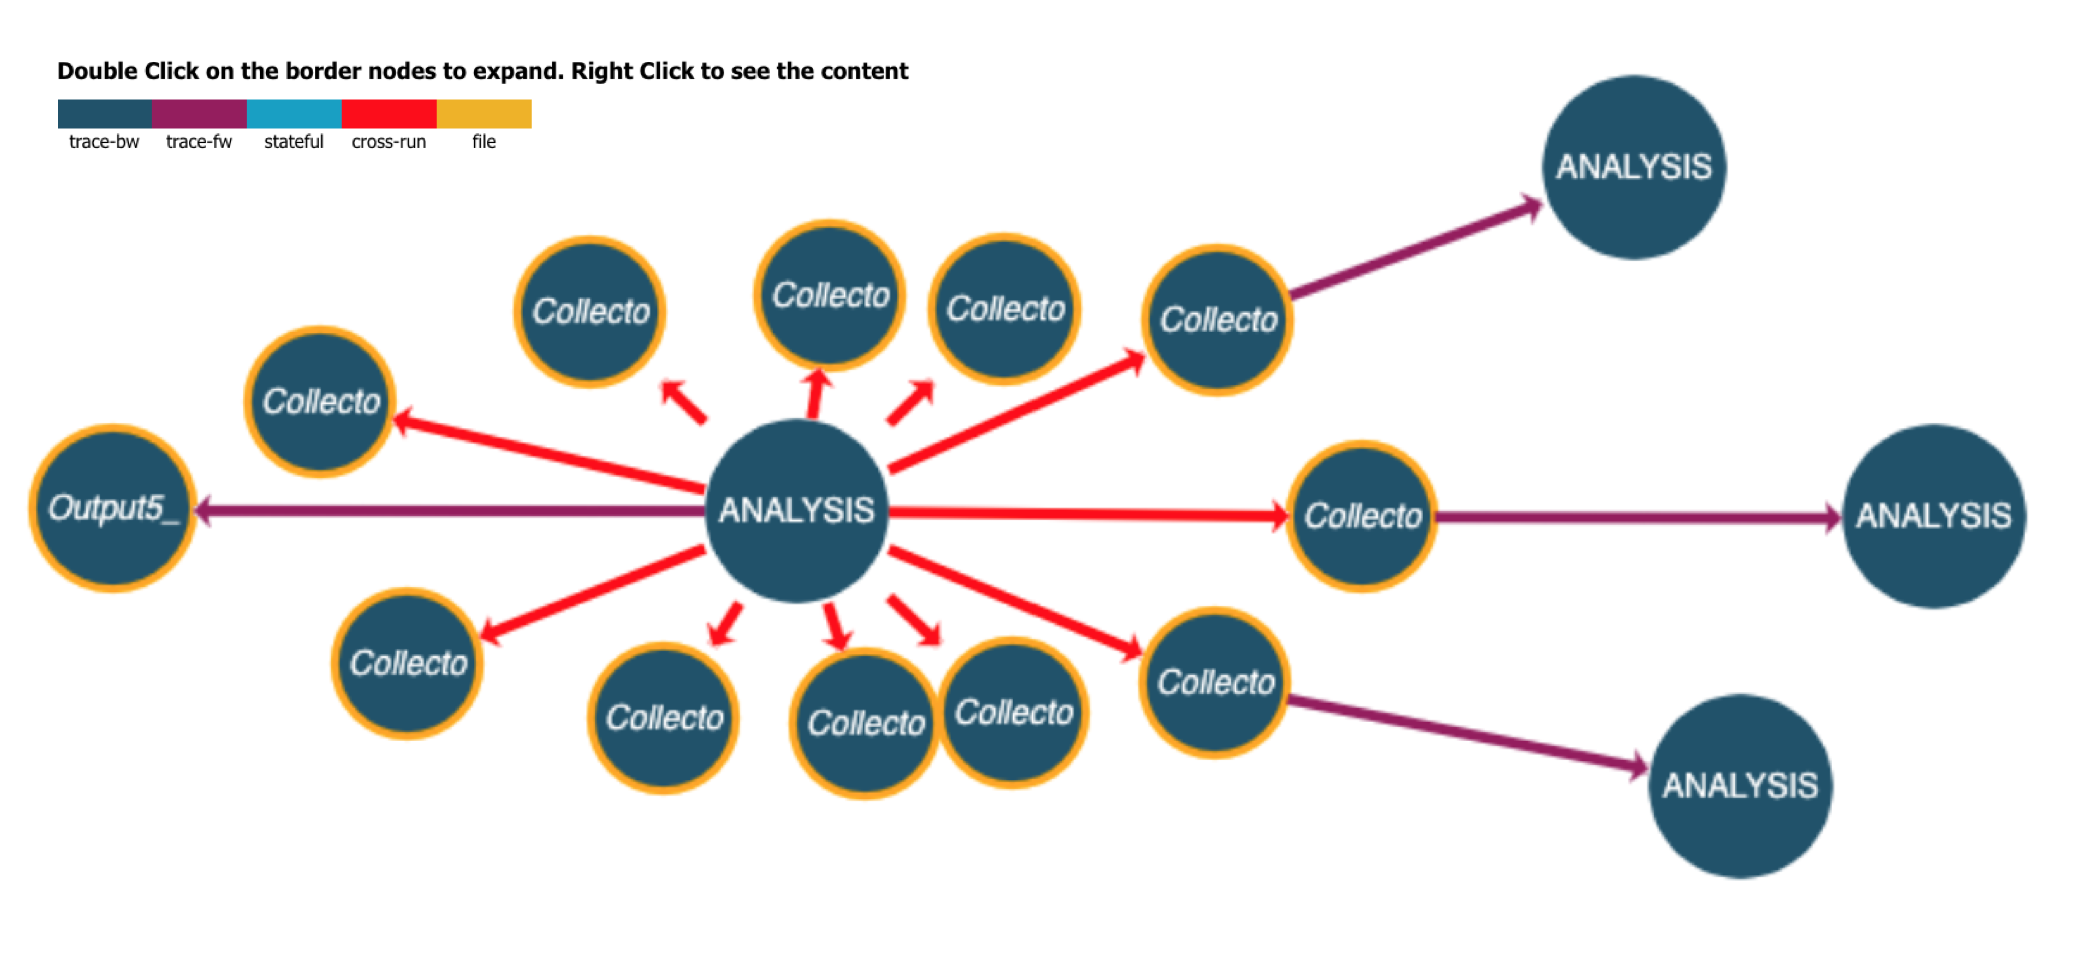 Double Click on the border nodes to expand. Right Click to see the content
trace-bw trace-fw stateful cross-run file
ANALYSIS
Collecto
Collecto
Collecto
Collecto
Collecto
Output5_
ANALYSIS
Collecto
ANALYSIS
Collecto
Collecto
Collecto
Collecto
Collecto
ANALYSIS